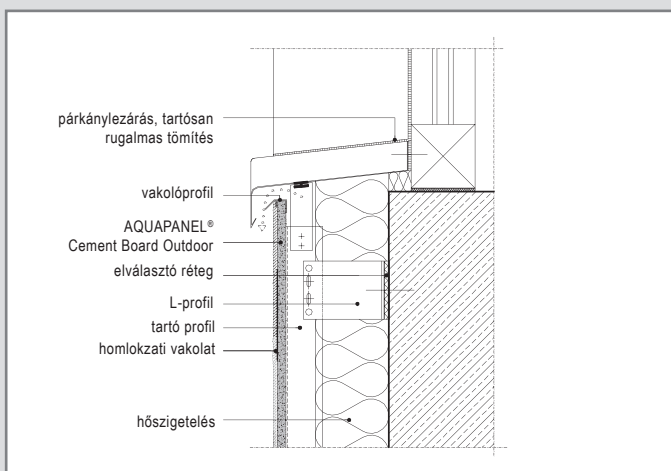 párkánylezárás, tartósan
rugalmas tömítés
vakolóprofil
AQUAPANEL®
Cement Board Outdoor
elválasztó réteg
L-profil
tartó profil
homlokzati vakolat
hőszigetelés